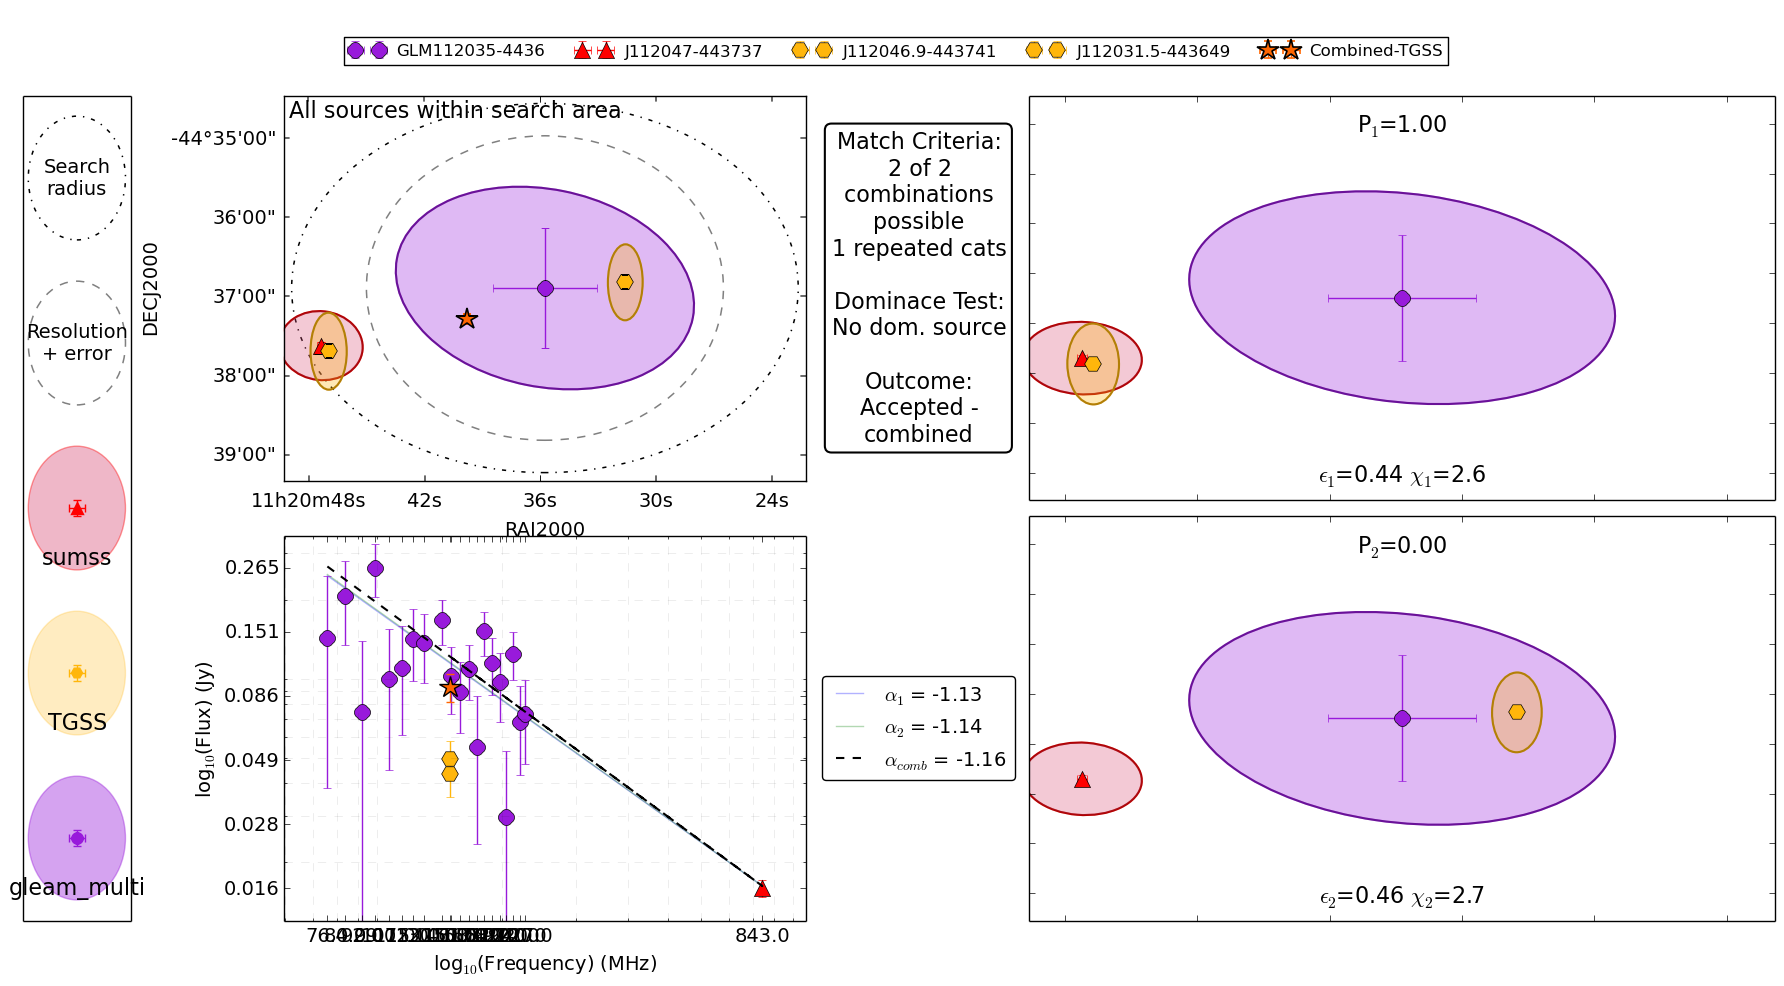 GLM112035-4436 J112047-443737 J112046.9-443741 J112031.5-443649 Combined-TGSS
Search
radius
Resolution
+ error
sumss
TGSS
gleam_multi
All sources within search area
DECJ2000
-44°35'00"
36'00"
37'00"
38'00"
39'00"
11h20m48s 42s 36s 30s 24s
RAJ2000
Match Criteria:
2 of 2
combinations
possible
1 repeated cats
Dominace Test:
No dom. source
Outcome:
Accepted -
combined
P₁=1.00
ϵ₁=0.44 χ₁=2.6
P₂=0.00
ϵ₂=0.46 χ₂=2.7
log₁₀(Flux) (Jy)
0.265
0.151
0.086
0.049
0.028
0.016
843.0
log₁₀(Frequency) (MHz)
α₁ = -1.13
α₂ = -1.14
α_comb = -1.16